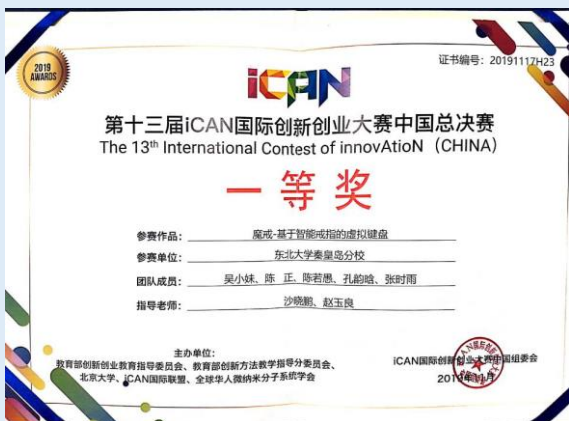 2019
AWARDS
证书编号：20191117H23
iCAN
第十三届iCAN国际创新创业大赛中国总决赛
The 13th International Contest of innovAtioN (CHINA)
一等奖
参赛作品：魔戒-基于智能戒指的虚拟键盘
参赛单位：东北大学秦皇岛分校
团队成员：吴小妹、陈 正、陈若愚、孔韵晗、张时雨
指导老师：沙晓鹏、赵玉良
主办单位：
教育部创新创业教育指导委员会、教育部创新方法教学指导分委员会、
北京大学、iCAN国际联盟、全球华人微纳米分子系统学会
iCAN国际创新创业大赛中国组委会
2019年11月